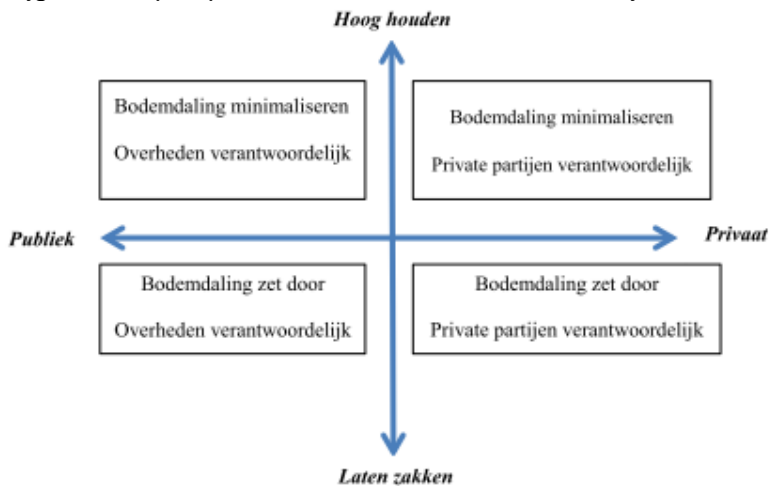 Hoog houden
Bodemdaling minimaliseren
Overheden verantwoordelijk
Bodemdaling minimaliseren
Private partijen verantwoordelijk
Publiek
Privaat
Bodemdaling zet door
Overheden verantwoordelijk
Bodemdaling zet door
Private partijen verantwoordelijk
Laten zakken